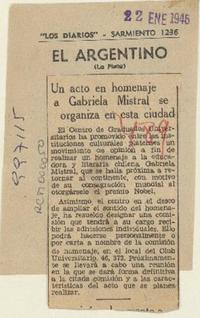 22 ENE 1946
"LOS DIARIOS" - SARMIENTO 1236
EL ARGENTINO
(La Plata)
Un acto en homenaje
a Gabriela Mistral se
organiza en esta ciudad
El Centro de Graduados
sitarios ha promovido entre las ins-
tituciones culturales
movimiento de opinión a fin de
realizar un homenaje a la edu-
cadora y literaria chilena, Gabriela
Mistral, que se halla próxima a re-
tornar al continente, con motivo
de su consagración mundial al
otorgársele el premio Nobel.
Asimismo, el centro en el deseo
de ampliar el sentido del homena-
je, ha resuelto designar una comi-
sión que tendrá a su cargo reci-
bir las adhesiones individuales. Ello
podrá hacerse personalmente o
por carta a nombre de la comisión
de homenaje, en el local del Club
Universitario, 46, 372. Próximamen-
te se llevará a cabo una reunión
en la que se dará forma definitiva
a la citada comisión y a las carac-
terísticas del acto que se planea
realizar.